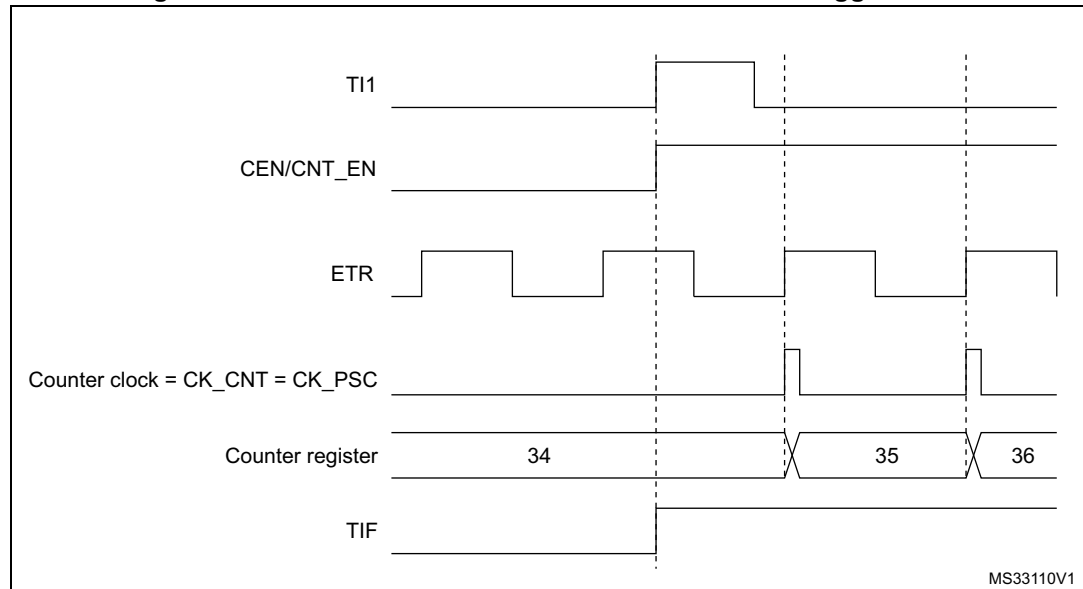 TI1
CEN/CNT_EN
ETR
Counter clock = CK_CNT = CK_PSC
Counter register 34 35 36
TIF
MS33110V1